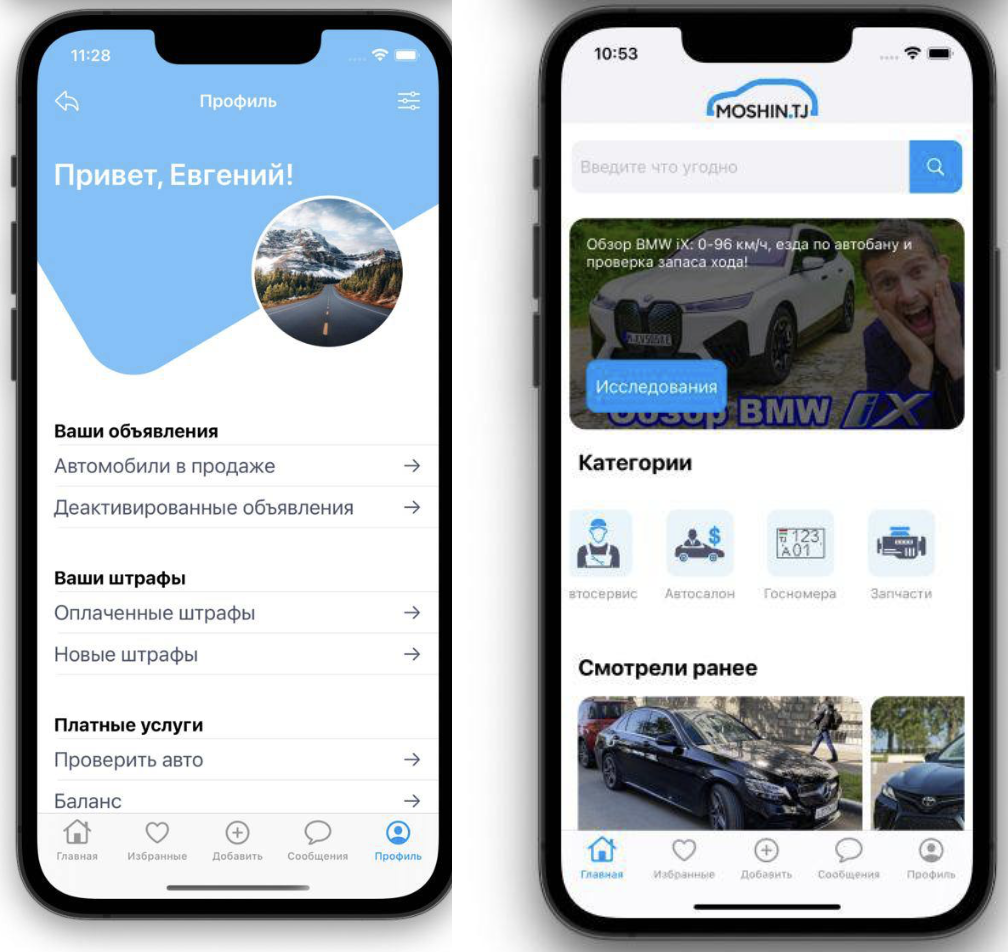 11:28
Профиль
Привет, Евгений!
Ваши объявления
Автомобили в продаже
Деактивированные объявления
Ваши штрафы
Оплаченные штрафы
Новые штрафы
Платные услуги
Проверить авто
Баланс
Главная
Избранные
Добавить
Сообщения
Профиль
10:53
MOSHIN.TJ
Введите что угодно
Обзор BMW iX: 0-96 км/ч, езда по автобану и
проверка запаса хода!
Исследования
Обзор BMW iX
Категории
TJ 123
A01
втосервис
Автосалон
Госномера
Запчасти
Смотрели ранее
Главная
Избранные
Добавить
Сообщения
Профиль